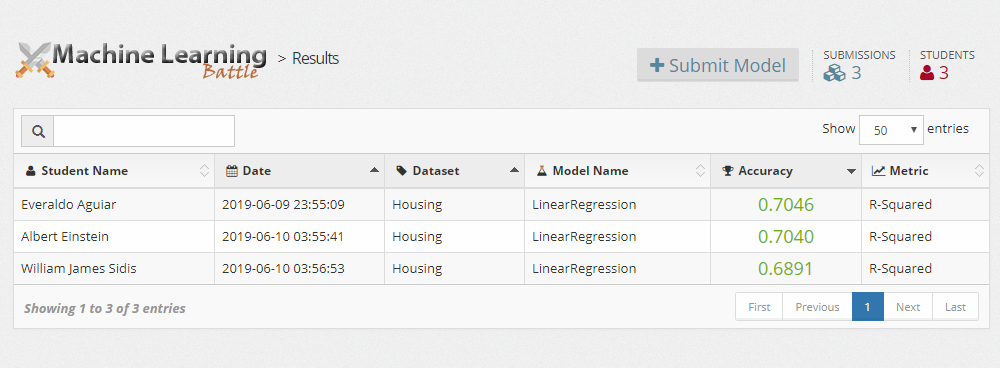 Machine Learning
Battle
> Results
Submit Model
SUBMISSIONS
3
STUDENTS
3
Show 50 entries
Student Name Date Dataset Model Name Accuracy Metric
Everaldo Aguiar 2019-06-09 23:55:09 Housing LinearRegression 0.7046 R-Squared
Albert Einstein 2019-06-10 03:55:41 Housing LinearRegression 0.7040 R-Squared
William James Sidis 2019-06-10 03:56:53 Housing LinearRegression 0.6891 R-Squared
Showing 1 to 3 of 3 entries
First Previous 1 Next Last